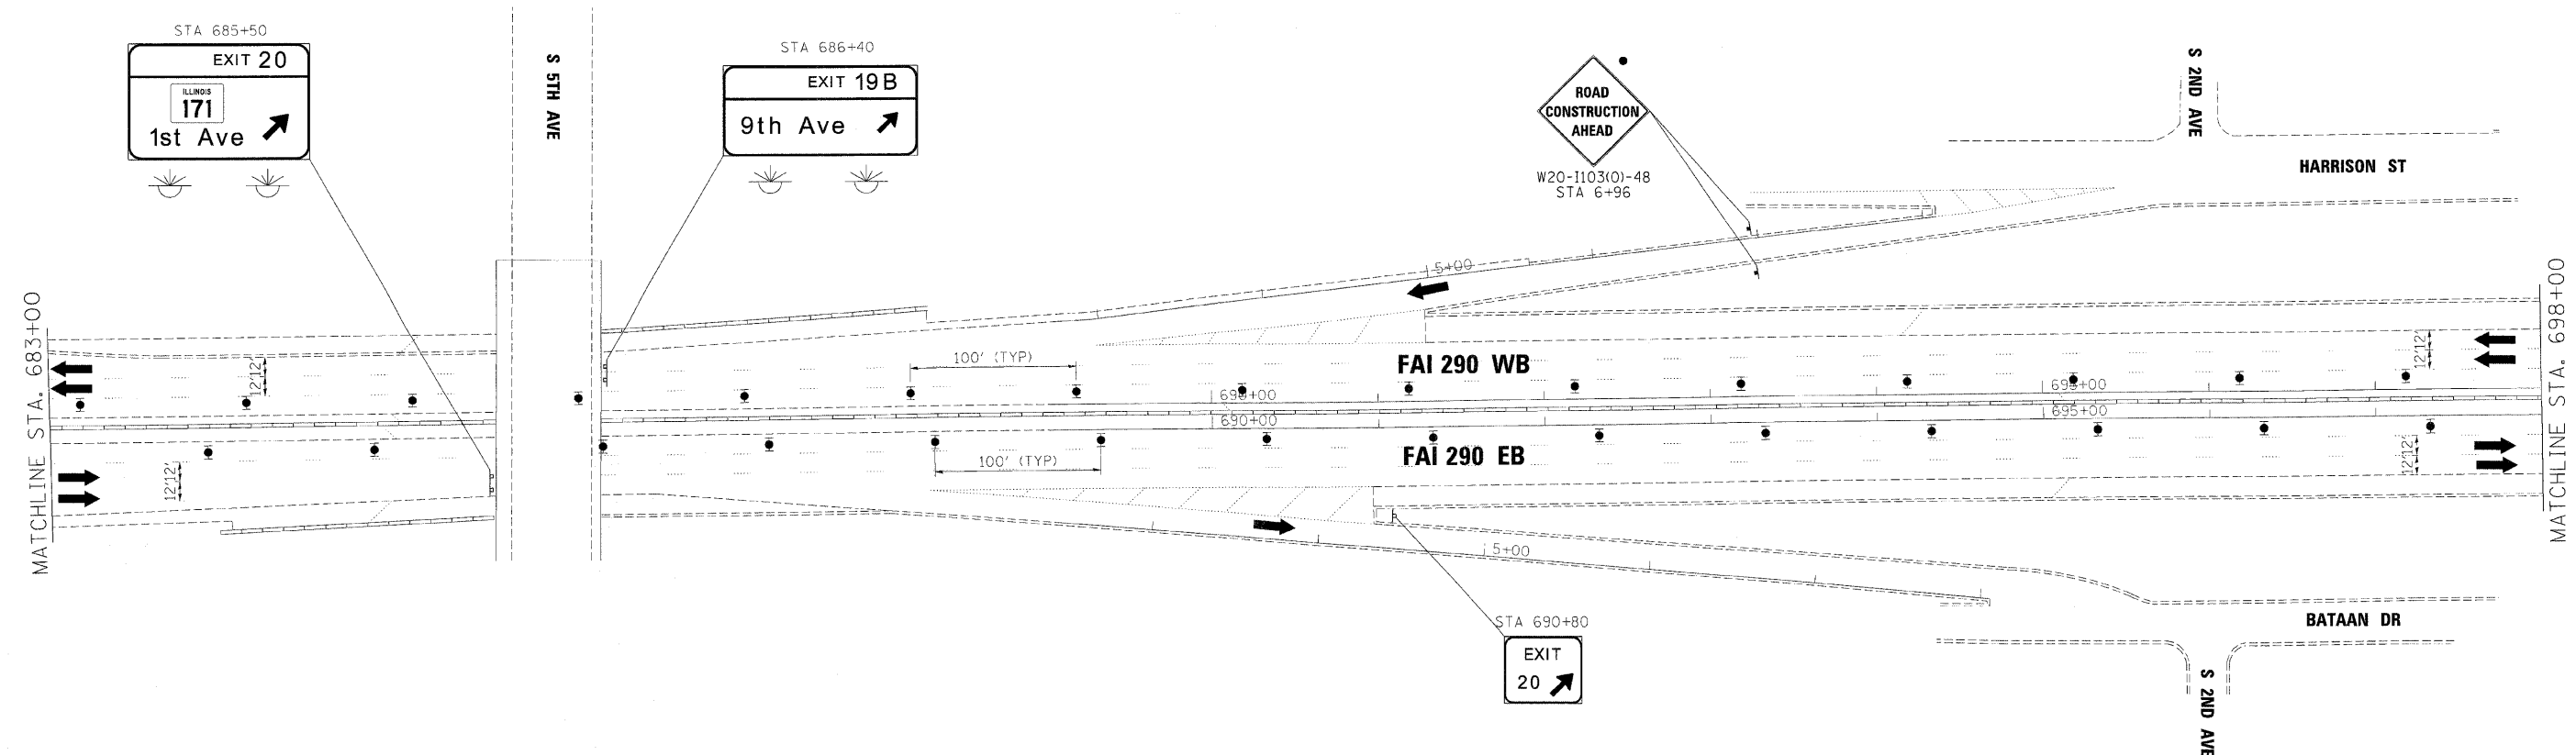 STA 685+50
EXIT 20
ILLINOIS
171
1st Ave
S 5TH AVE
STA 686+40
EXIT 19B
9th Ave
ROAD
CONSTRUCTION
AHEAD
W20-I103(O)-48
STA 6+96
S 2ND AVE
HARRISON ST
MATCHLINE STA. 683+00
12'12'
12'12'
100' (TYP)
100' (TYP)
5+00
FAI 290 WB
690+00
690+00
FAI 290 EB
695+00
695+00
12'12'
12'12'
MATCHLINE STA. 698+00
5+00
STA 690+80
EXIT
20
BATAAN DR
S 2ND AVE